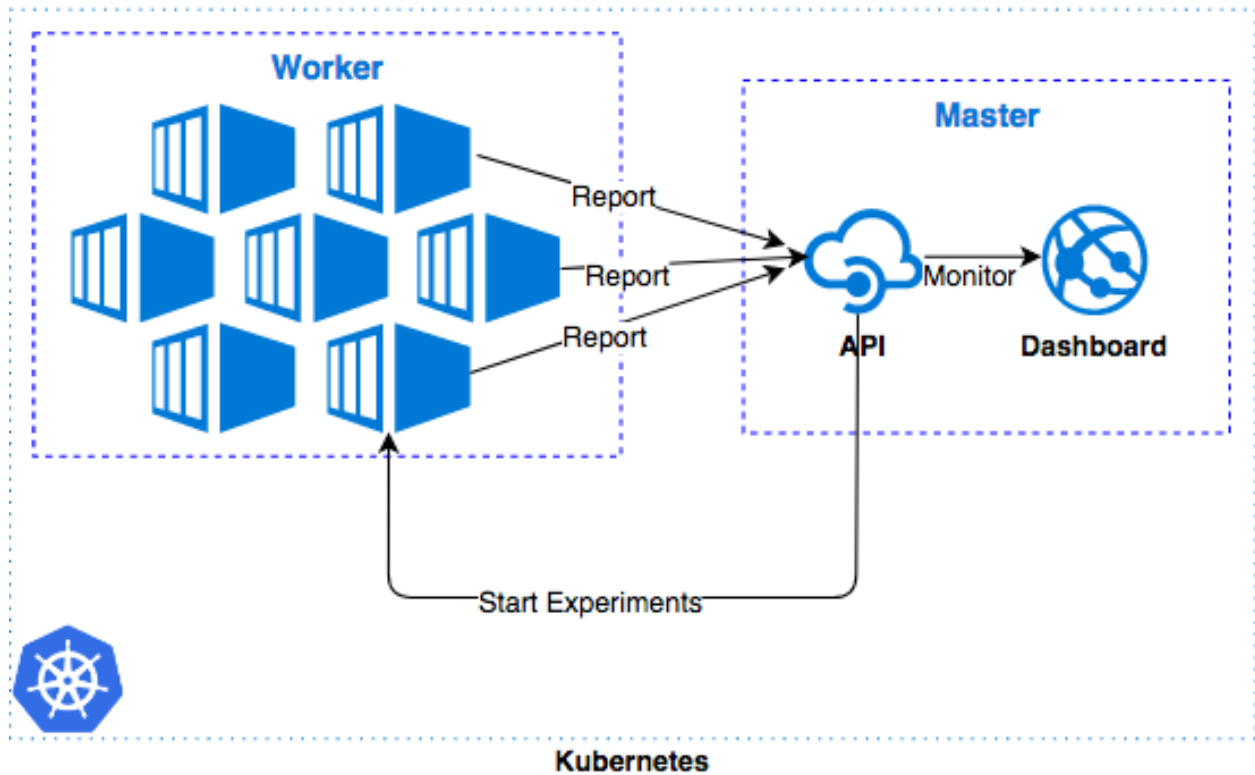 Worker
Master
Report
Report
Report
Monitor
API
Dashboard
Start Experiments
Kubernetes